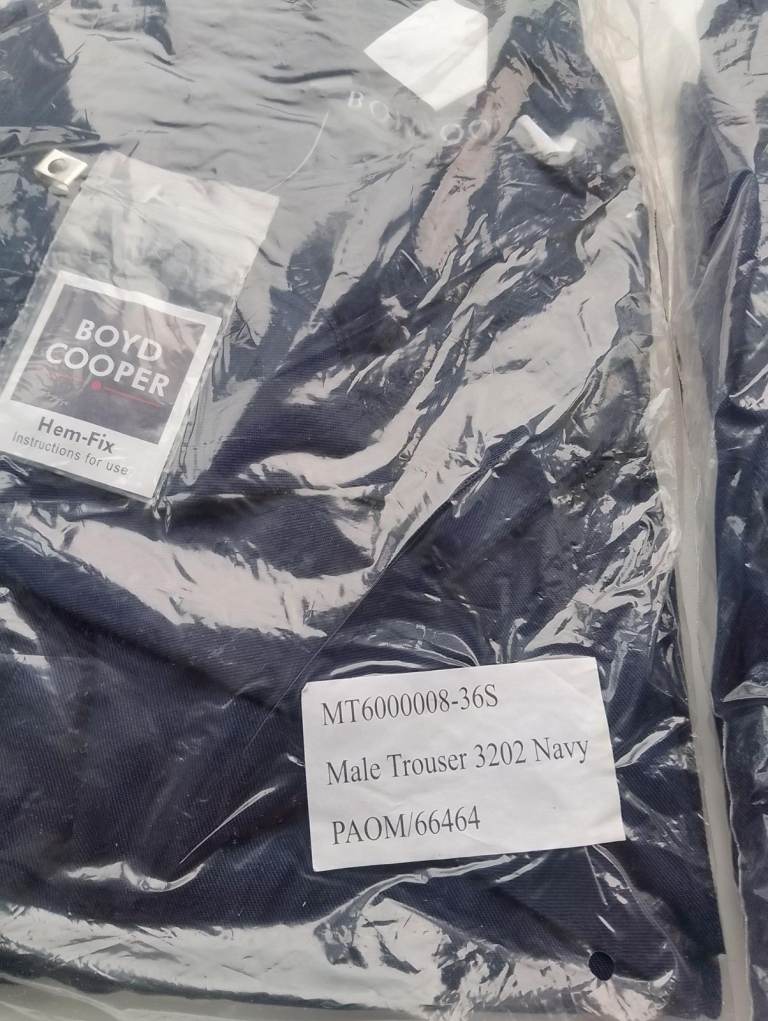 BOYD
COOPER
Hem-Fix
Instructions for use
MT6000008-36S
Male Trouser 3202 Navy
PAOM/66464